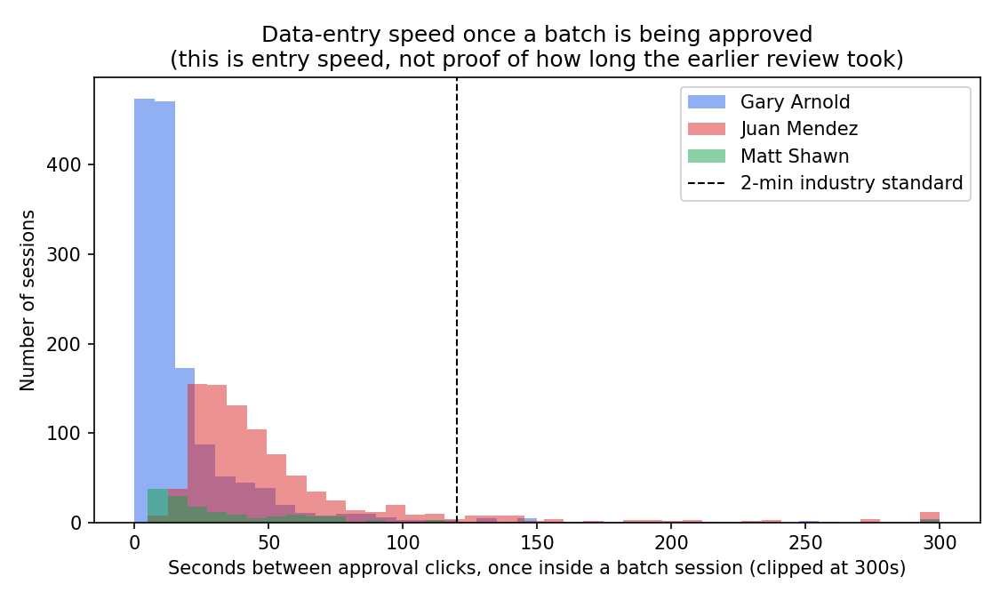 Data-entry speed once a batch is being approved
(this is entry speed, not proof of how long the earlier review took)
Gary Arnold
Juan Mendez
Matt Shawn
2-min industry standard
Number of sessions
400
300
200
100
0
0
50
100
150
200
250
300
Seconds between approval clicks, once inside a batch session (clipped at 300s)